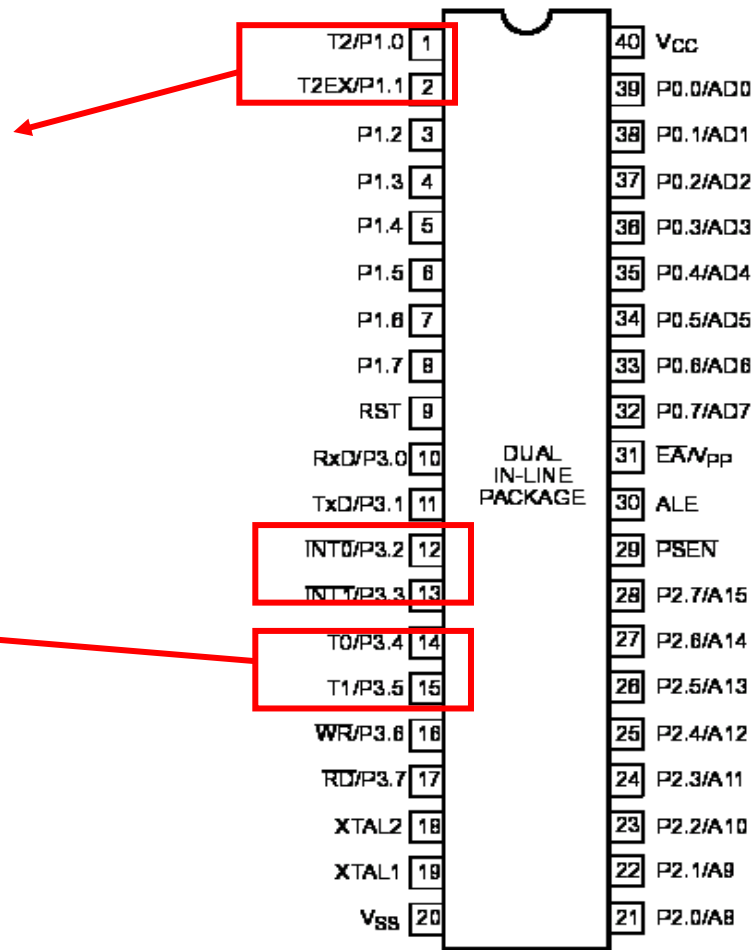 T2/P1.0 1
T2EX/P1.1 2
P1.2 3
P1.3 4
P1.4 5
P1.5 6
P1.6 7
P1.7 8
RST 9
RxD/P3.0 10
TxD/P3.1 11
INT0/P3.2 12
INT1/P3.3 13
T0/P3.4 14
T1/P3.5 15
WR/P3.6 16
RD/P3.7 17
XTAL2 18
XTAL1 19
VSS 20
DUAL
IN-LINE
PACKAGE
40 VCC
39 P0.0/AD0
38 P0.1/AD1
37 P0.2/AD2
36 P0.3/AD3
35 P0.4/AD4
34 P0.5/AD5
33 P0.6/AD6
32 P0.7/AD7
31 EA/VPP
30 ALE
29 PSEN
28 P2.7/A15
27 P2.6/A14
26 P2.5/A13
25 P2.4/A12
24 P2.3/A11
23 P2.2/A10
22 P2.1/A9
21 P2.0/A8